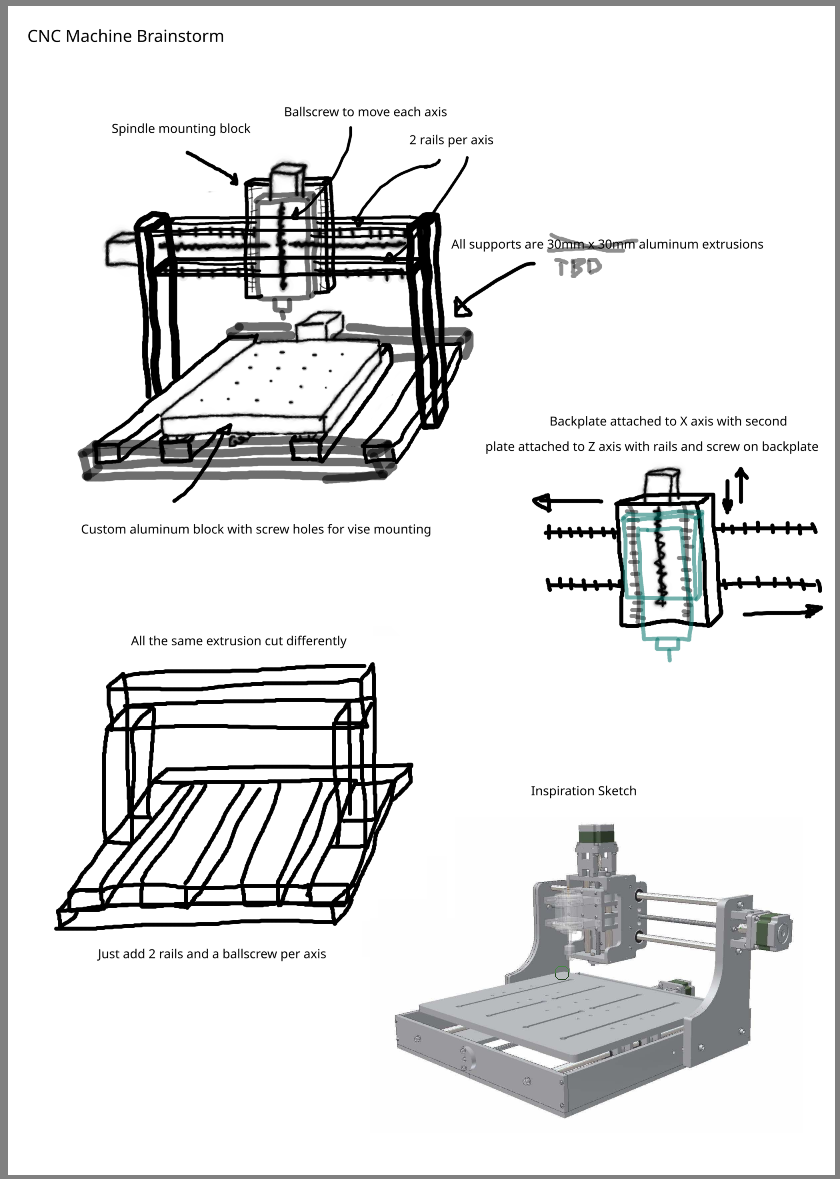 CNC Machine Brainstorm
Ballscrew to move each axis
Spindle mounting block
2 rails per axis
All supports are 30mm x 30mm aluminum extrusions
TBD
Backplate attached to X axis with second
plate attached to Z axis with rails and screw on backplate
Custom aluminum block with screw holes for vise mounting
All the same extrusion cut differently
Inspiration Sketch
Just add 2 rails and a ballscrew per axis